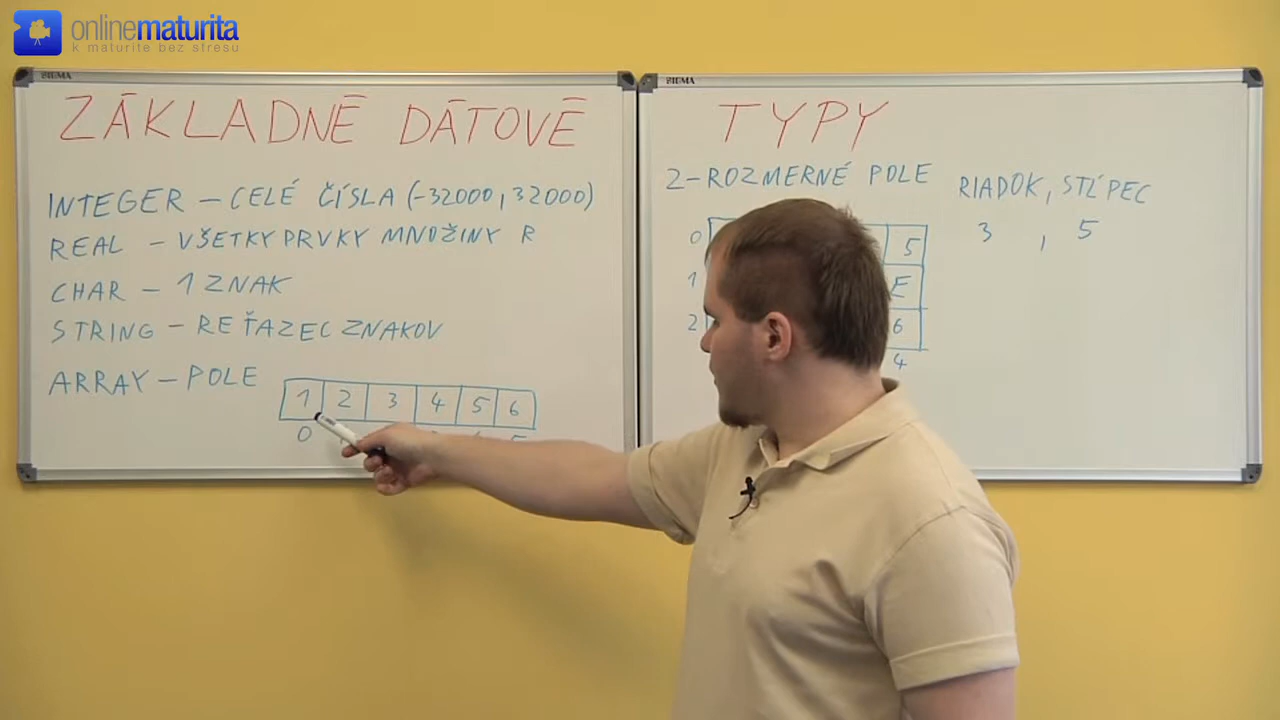 onlinematurita
k maturite bez stresu
SIGMA
SIGMA
ZÁKLADNÉ DÁTOVÉ TYPY
INTEGER – CELÉ ČÍSLA (-32000, 32000)
REAL – VŠETKY PRVKY MNOŽINY R
CHAR – 1 ZNAK
STRING – REŤAZEC ZNAKOV
ARRAY – POLE
1 2 3 4 5 6
0
2-ROZMERNÉ POLE
0 5
1 E
2 6
4
RIADOK, STĹPEC
3 , 5